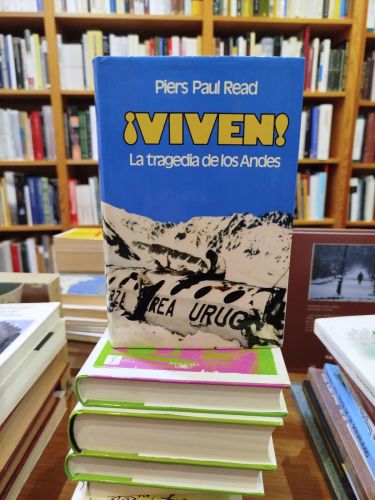 Piers Paul Read
¡VIVEN!
La tragedia de los Andes
REA URUG